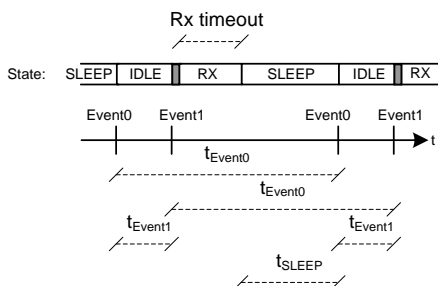 Rx timeout
State: SLEEP IDLE RX SLEEP IDLE RX
Event0 Event1 Event0 Event1
t
tEvent0
tEvent0
tEvent1 tEvent1
tSLEEP